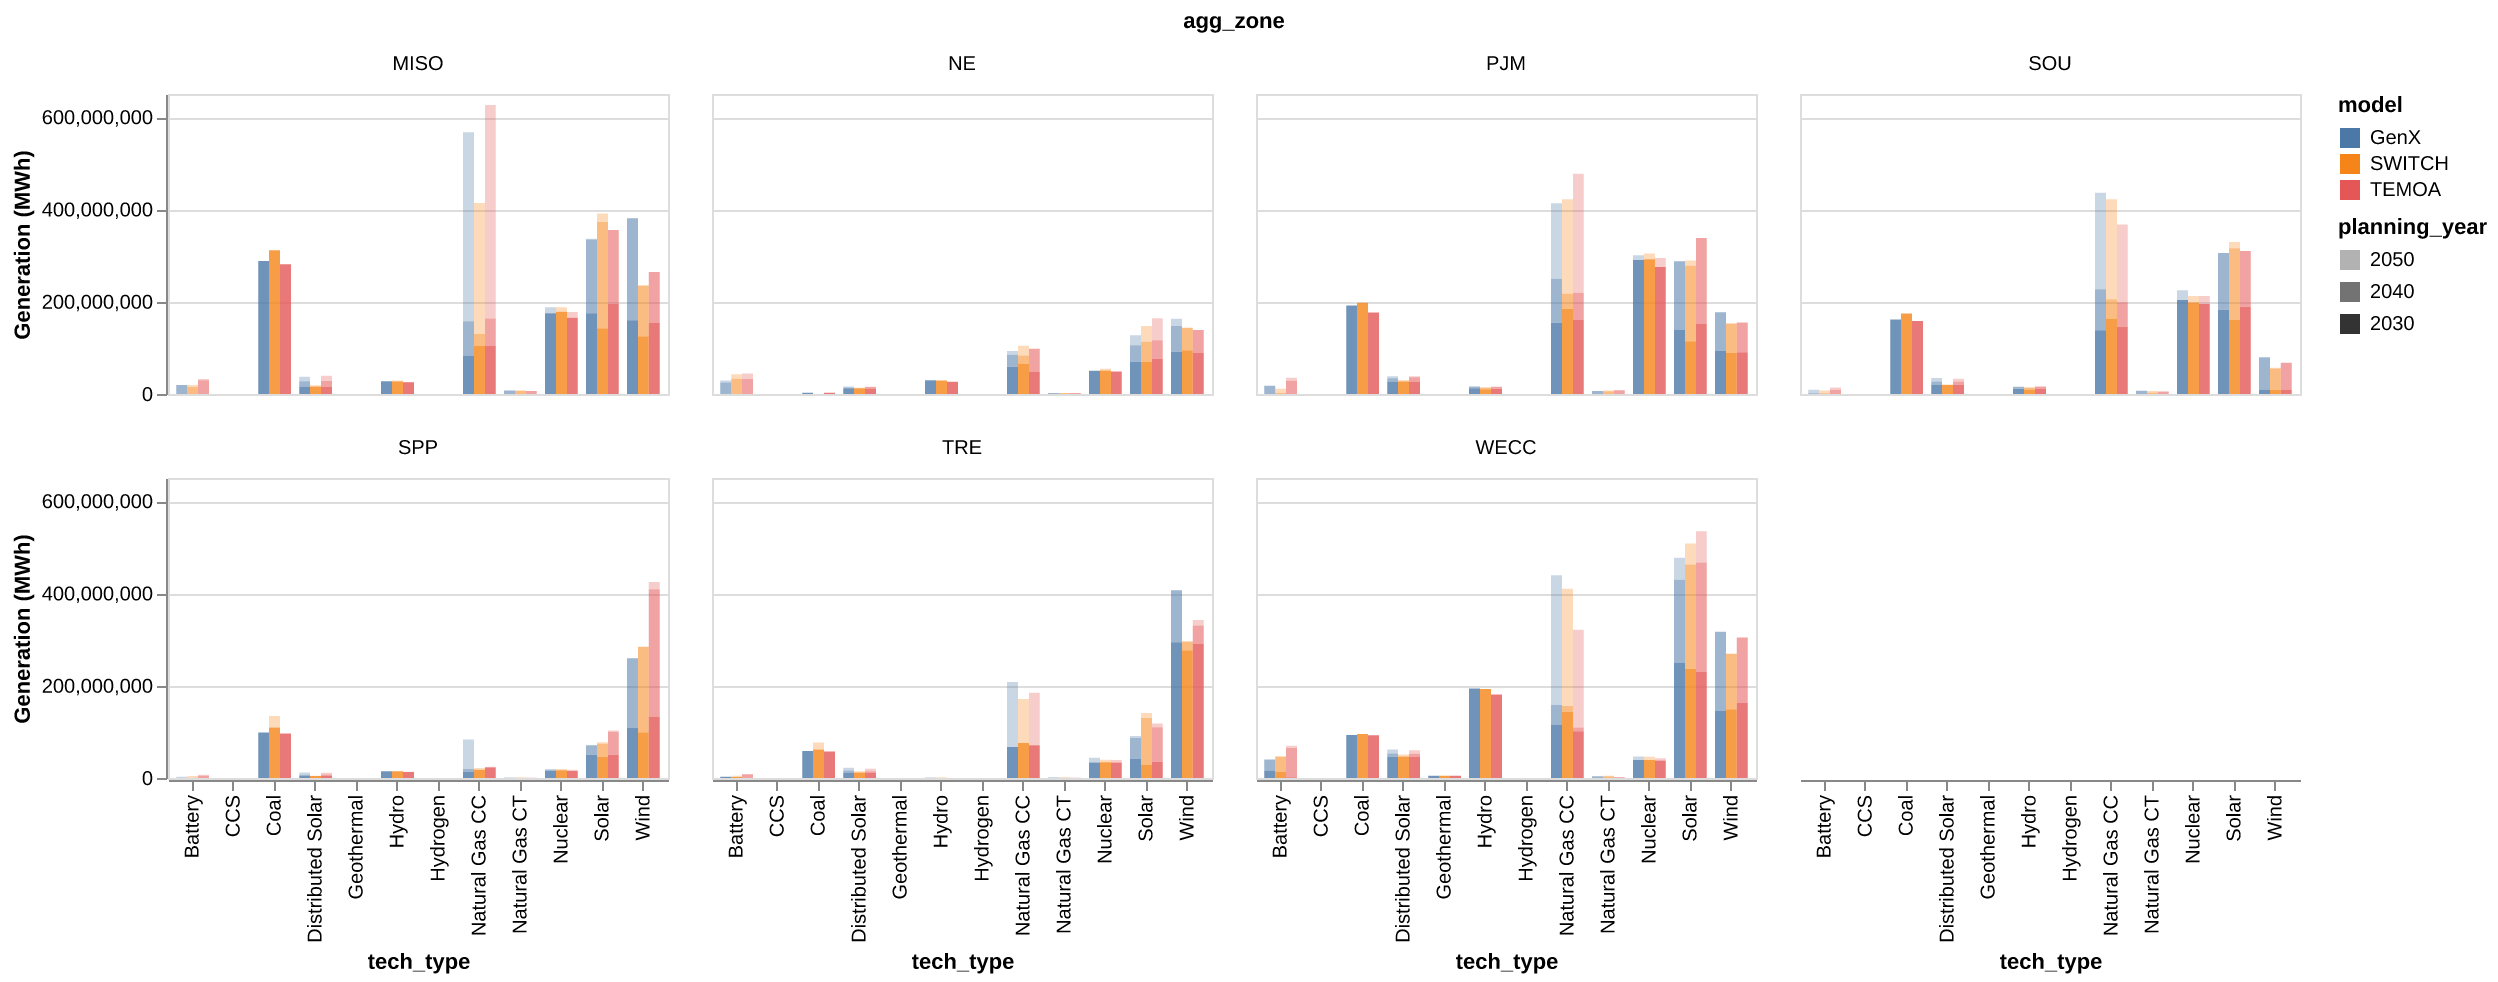 agg_zone
MISO
NE
PJM
SOU
model
GenX
SWITCH
TEMOA
planning_year
2050
2040
2030
Generation (MWh)
600,000,000
400,000,000
200,000,000
0
SPP
TRE
WECC
Generation (MWh)
600,000,000
400,000,000
200,000,000
0
Battery
CCS
Coal
Distributed Solar
Geothermal
Hydro
Hydrogen
Natural Gas CC
Natural Gas CT
Nuclear
Solar
Wind
tech_type
Battery
CCS
Coal
Distributed Solar
Geothermal
Hydro
Hydrogen
Natural Gas CC
Natural Gas CT
Nuclear
Solar
Wind
tech_type
Battery
CCS
Coal
Distributed Solar
Geothermal
Hydro
Hydrogen
Natural Gas CC
Natural Gas CT
Nuclear
Solar
Wind
tech_type
Battery
CCS
Coal
Distributed Solar
Geothermal
Hydro
Hydrogen
Natural Gas CC
Natural Gas CT
Nuclear
Solar
Wind
tech_type